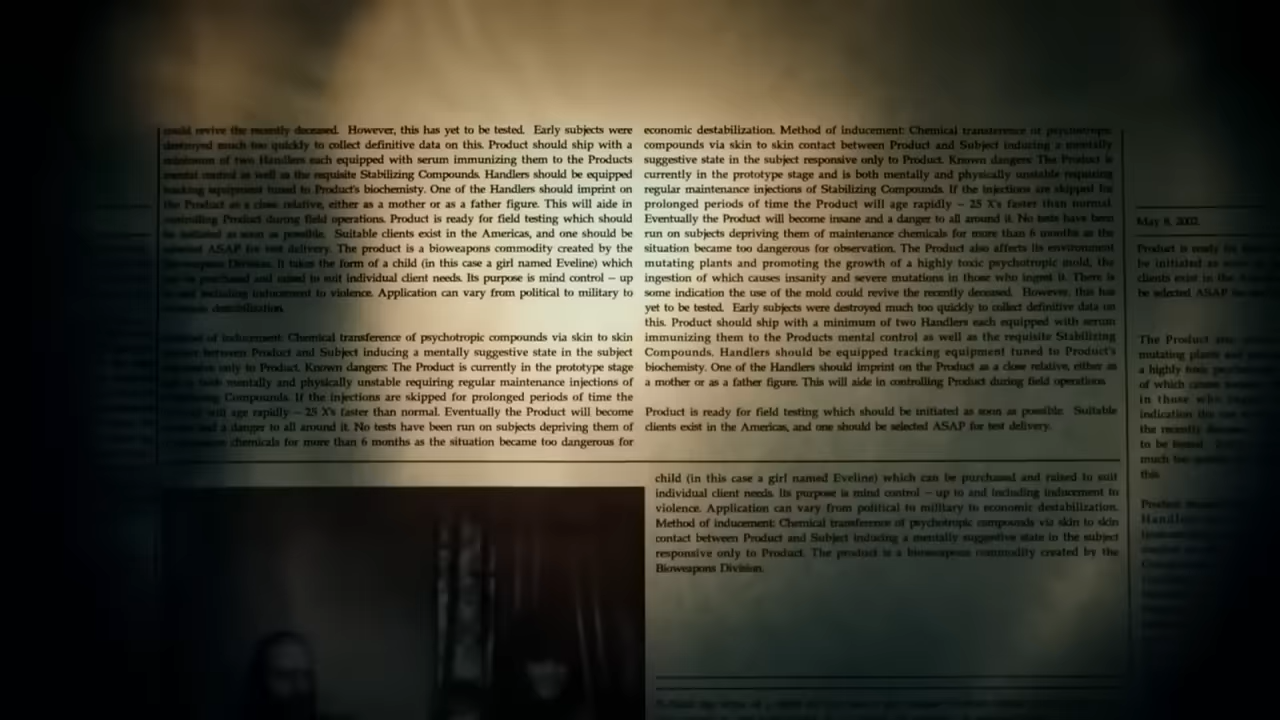 could revive the recently deceased. However, this has yet to be tested. Early subjects were
destroyed much too quickly to collect definitive data on this. Product should ship with a
minimum of two Handlers each equipped with serum immunizing them to the Products
mental control as well as the requisite Stabilizing Compounds. Handlers should be equipped
tracking equipment tuned to Product's biochemisty. One of the Handlers should imprint on
the Product as a close relative, either as a mother or as a father figure. This will aide in
controlling Product during field operations. Product is ready for field testing which should
be initiated as soon as possible. Suitable clients exist in the Americas, and one should be
selected ASAP for test delivery. The product is a bioweapons commodity created by the
Bioweapons Division. It takes the form of a child (in this case a girl named Eveline) which
can be purchased and raised to suit individual client needs. Its purpose is mind control – up
to and including inducement to violence. Application can vary from political to military to
economic destabilization.
Method of inducement: Chemical transference of psychotropic compounds via skin to skin
contact between Product and Subject inducing a mentally suggestive state in the subject
responsive only to Product. Known dangers: The Product is currently in the prototype stage
mentally and physically unstable requiring regular maintenance injections of
Compounds. If the injections are skipped for prolonged periods of time the
will age rapidly – 25 X's faster than normal. Eventually the Product will become
a danger to all around it. No tests have been run on subjects depriving them of
chemicals for more than 6 months as the situation became too dangerous for
economic destabilization. Method of inducement: Chemical transference of psychotropic
compounds via skin to skin contact between Product and Subject inducing a mentally
suggestive state in the subject responsive only to Product. Known dangers: The Product is
currently in the prototype stage and is both mentally and physically unstable requiring
regular maintenance injections of Stabilizing Compounds. If the injections are skipped for
prolonged periods of time the Product will age rapidly – 25 X's faster than normal.
Eventually the Product will become insane and a danger to all around it. No tests have been
run on subjects depriving them of maintenance chemicals for more than 6 months as the
situation became too dangerous for observation. The Product also affects its environment
mutating plants and promoting the growth of a highly toxic psychotropic mold, the
ingestion of which causes insanity and severe mutations in those who ingest it. There is
some indication the use of the mold could revive the recently deceased. However, this has
yet to be tested. Early subjects were destroyed much too quickly to collect definitive data on
this. Product should ship with a minimum of two Handlers each equipped with serum
immunizing them to the Products mental control as well as the requisite Stabilizing
Compounds. Handlers should be equipped tracking equipment tuned to Product's
biochemisty. One of the Handlers should imprint on the Product as a close relative, either as
a mother or as a father figure. This will aide in controlling Product during field operations
Product is ready for field testing which should be initiated as soon as possible. Suitable
clients exist in the Americas, and one should be selected ASAP for test delivery.
child (in this case a girl named Eveline) which can be purchased and raised to suit
individual client needs. Its purpose is mind control – up to and including inducement to
violence. Application can vary from political to military to economic destabilization.
Method of inducement: Chemical transference of psychotropic compounds via skin to skin
contact between Product and Subject inducing a mentally suggestive state in the subject
responsive only to Product. The product is a bioweapons commodity created by the
Bioweapons Division.
May 8, 2002.
Product is ready
be initiated as soon
clients exist in the
be selected ASAP
The Product
mutating plants
a highly toxic
of which
in those who
indication the
the recently
to be
much too
this.
Product